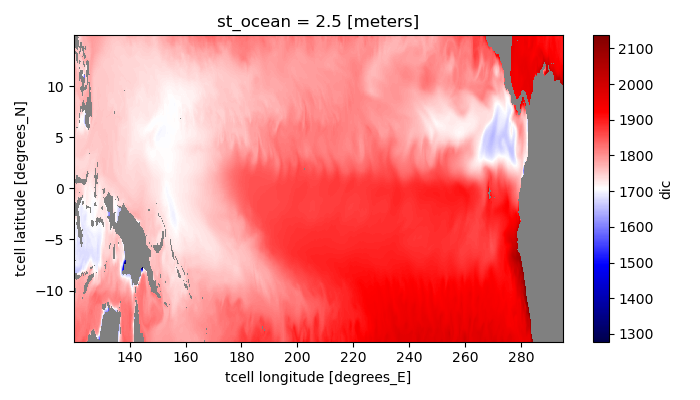 st_ocean = 2.5 [meters]
10
5
0
−5
−10
tcell latitude [degrees_N]
140 160 180 200 220 240 260 280
tcell longitude [degrees_E]
2100
2000
1900
1800
1700
1600
1500
1400
1300
dic